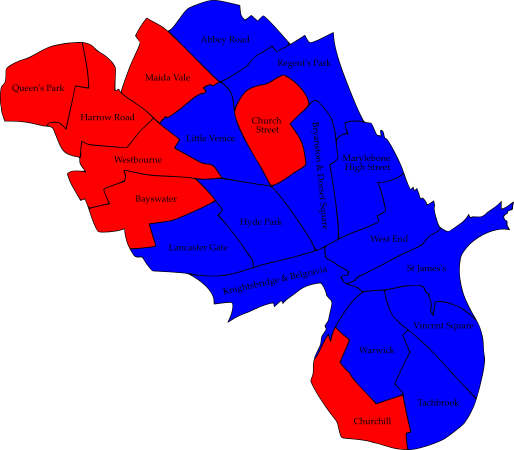 Abbey Road
Regent's Park
Maida Vale
Queen's Park
Harrow Road
Church
Street
Little Venice
Bryanston & Dorset Square
Marylebone
High Street
Westbourne
Bayswater
Hyde Park
West End
Lancaster Gate
St James's
Knightsbridge & Belgravia
Vincent Square
Warwick
Tachbrook
Churchill